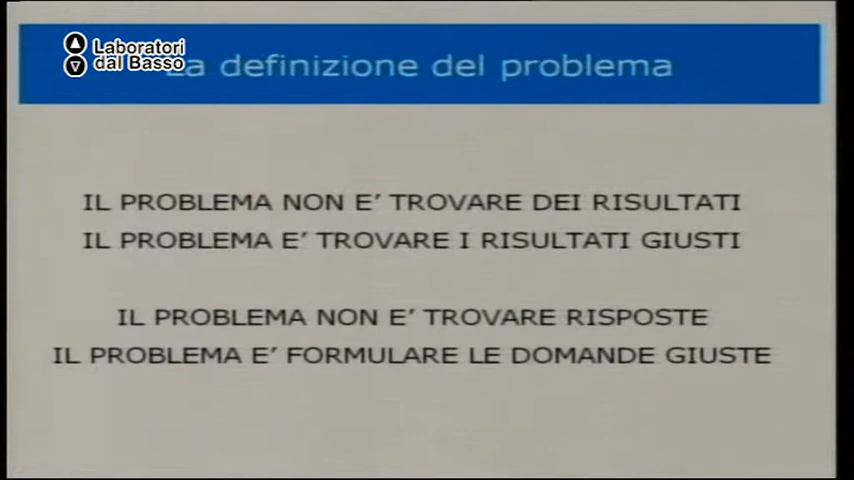 Laboratori
dal Basso
La definizione del problema
IL PROBLEMA NON E’ TROVARE DEI RISULTATI
IL PROBLEMA E’ TROVARE I RISULTATI GIUSTI
IL PROBLEMA NON E’ TROVARE RISPOSTE
IL PROBLEMA E’ FORMULARE LE DOMANDE GIUSTE